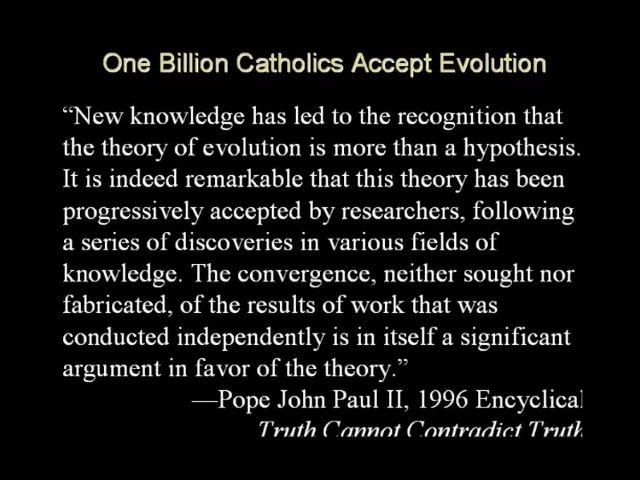 One Billion Catholics Accept Evolution
“New knowledge has led to the recognition that
the theory of evolution is more than a hypothesis.
It is indeed remarkable that this theory has been
progressively accepted by researchers, following
a series of discoveries in various fields of
knowledge. The convergence, neither sought nor
fabricated, of the results of work that was
conducted independently is in itself a significant
argument in favor of the theory.”
—Pope John Paul II, 1996 Encyclical
Truth Cannot Contradict Truth